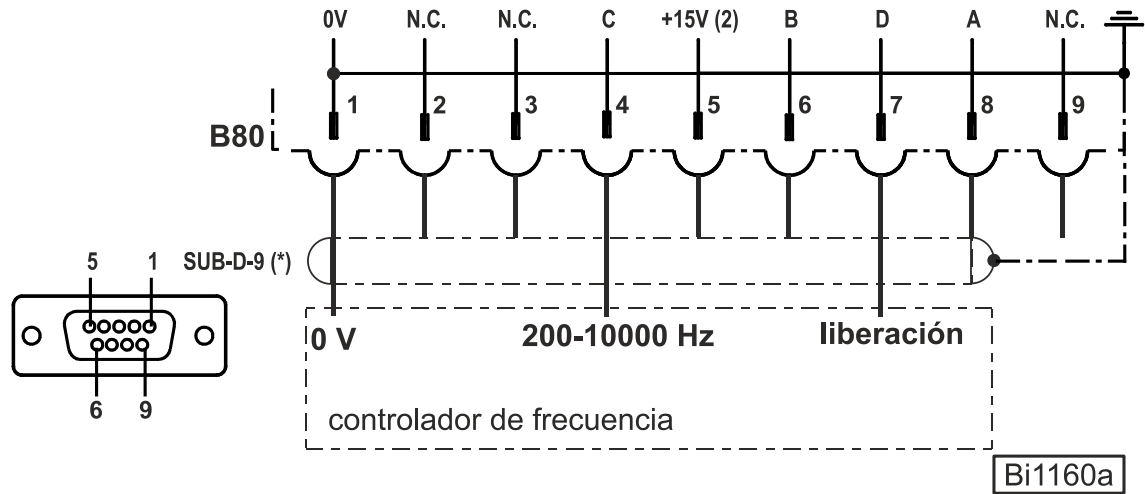 0V N.C. N.C. C +15V (2) B D A N.C.
1 2 3 4 5 6 7 8 9
B80
5 1 SUB-D-9 (*)
0 V 200-10000 Hz liberación
6 9
controlador de frecuencia
Bi1160a